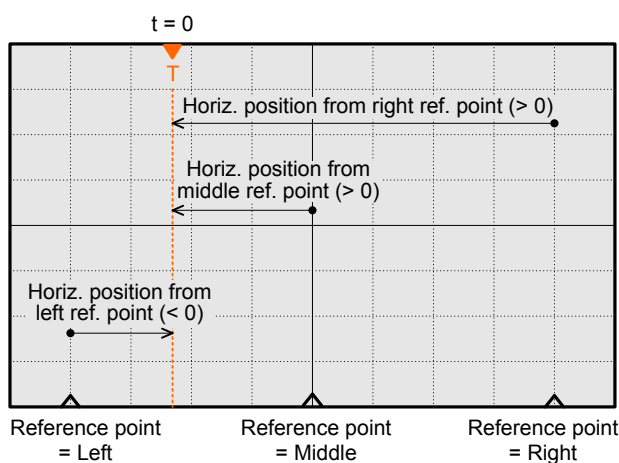 t = 0
T
Horiz. position from right ref. point (> 0)
Horiz. position from
middle ref. point (> 0)
Horiz. position from
left ref. point (< 0)
Reference point
= Left
Reference point
= Middle
Reference point
= Right